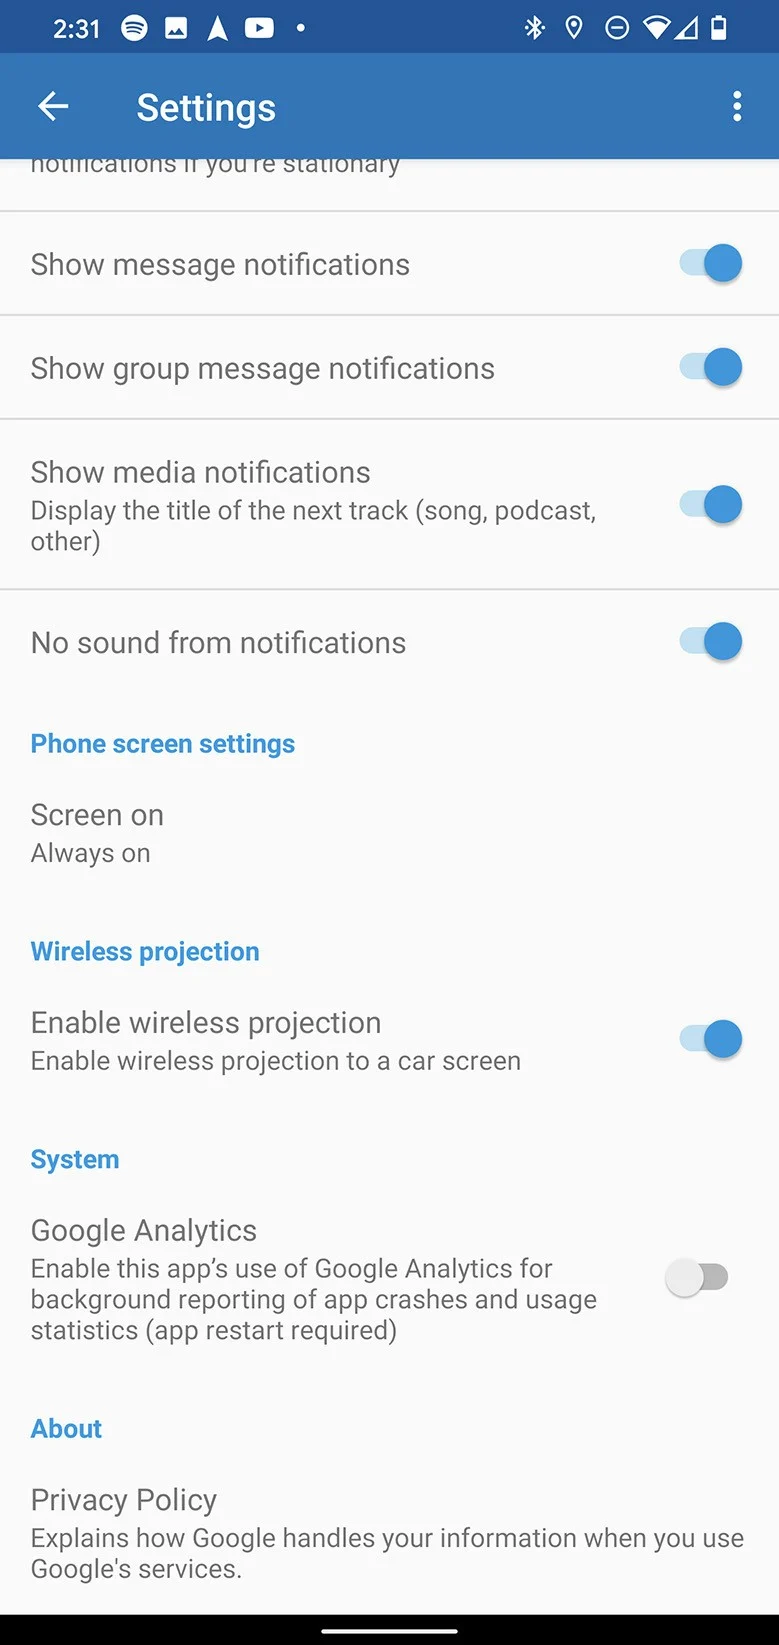 2:31
Settings
notifications if you're stationary
Show message notifications
Show group message notifications
Show media notifications
Display the title of the next track (song, podcast,
other)
No sound from notifications
Phone screen settings
Screen on
Always on
Wireless projection
Enable wireless projection
Enable wireless projection to a car screen
System
Google Analytics
Enable this app’s use of Google Analytics for
background reporting of app crashes and usage
statistics (app restart required)
About
Privacy Policy
Explains how Google handles your information when you use
Google's services.